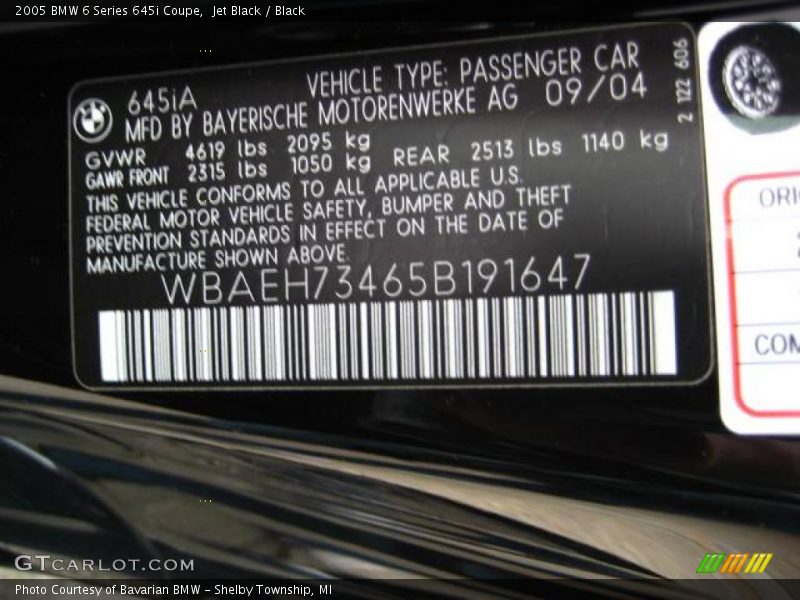 2005 BMW 6 Series 645i Coupe, Jet Black / Black
645iA
VEHICLE TYPE: PASSENGER CAR
MFD BY BAYERISCHE MOTORENWERKE AG 09/04
GVWR 4619 lbs 2095 kg
GAWR FRONT 2315 lbs 1050 kg REAR 2513 lbs 1140 kg
THIS VEHICLE CONFORMS TO ALL APPLICABLE U.S.
FEDERAL MOTOR VEHICLE SAFETY, BUMPER AND THEFT
PREVENTION STANDARDS IN EFFECT ON THE DATE OF
MANUFACTURE SHOWN ABOVE.
WBAEH73465B191647
2 122 606
ORI
COM
GTCARLOT.COM
Photo Courtesy of Bavarian BMW - Shelby Township, MI